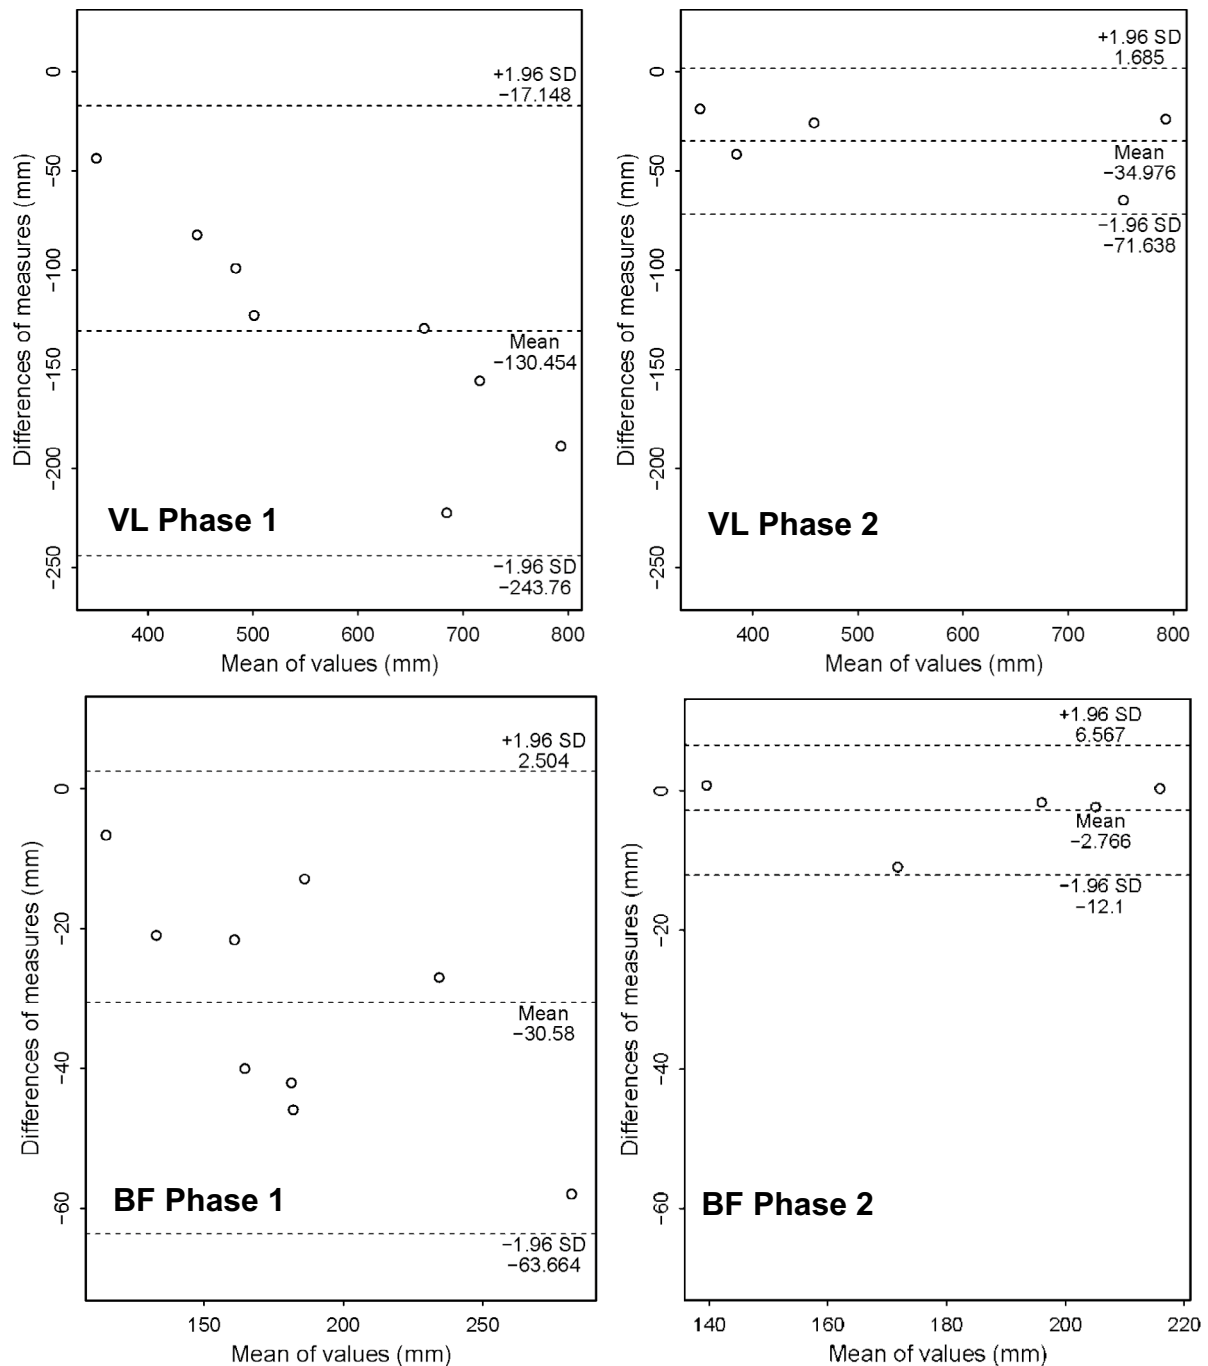 +1.96 SD
−17.148
Mean
−130.454
−1.96 SD
−243.76
0
−50
−100
−150
−200
−250
Differences of measures (mm)
VL Phase 1
400 500 600 700 800
Mean of values (mm)
+1.96 SD
1.685
Mean
−34.976
−1.96 SD
−71.638
0
−50
−100
−150
−200
−250
Differences of measures (mm)
VL Phase 2
400 500 600 700 800
Mean of values (mm)
+1.96 SD
2.504
Mean
−30.58
−1.96 SD
−63.664
0
−20
−40
−60
Differences of measures (mm)
BF Phase 1
150 200 250
Mean of values (mm)
+1.96 SD
6.567
Mean
−2.766
−1.96 SD
−12.1
0
−20
−40
−60
Differences of measures (mm)
BF Phase 2
140 160 180 200 220
Mean of values (mm)